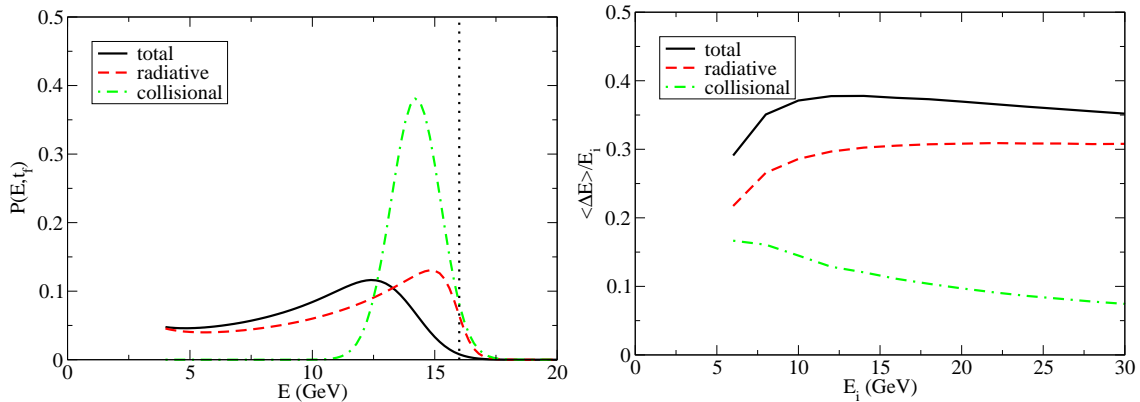 0.5
0.4
0.3
0.2
0.1
0
P(E,t_f)
total
radiative
collisional
0 5 10 15 20
E (GeV)
0.5
0.4
0.3
0.2
0.1
0
<ΔE>/E_i
total
radiative
collisional
0 5 10 15 20 25 30
E_i (GeV)